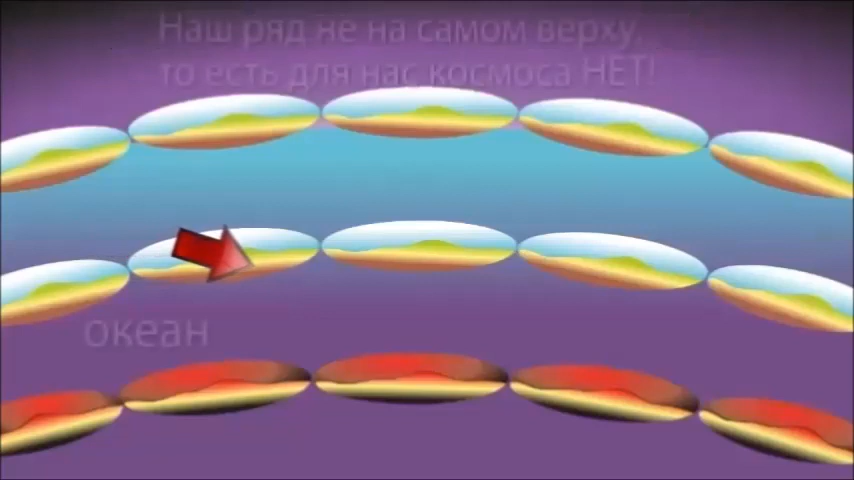 Наш ряд не на самом верху,
то есть для нас космоса НЕТ!
океан